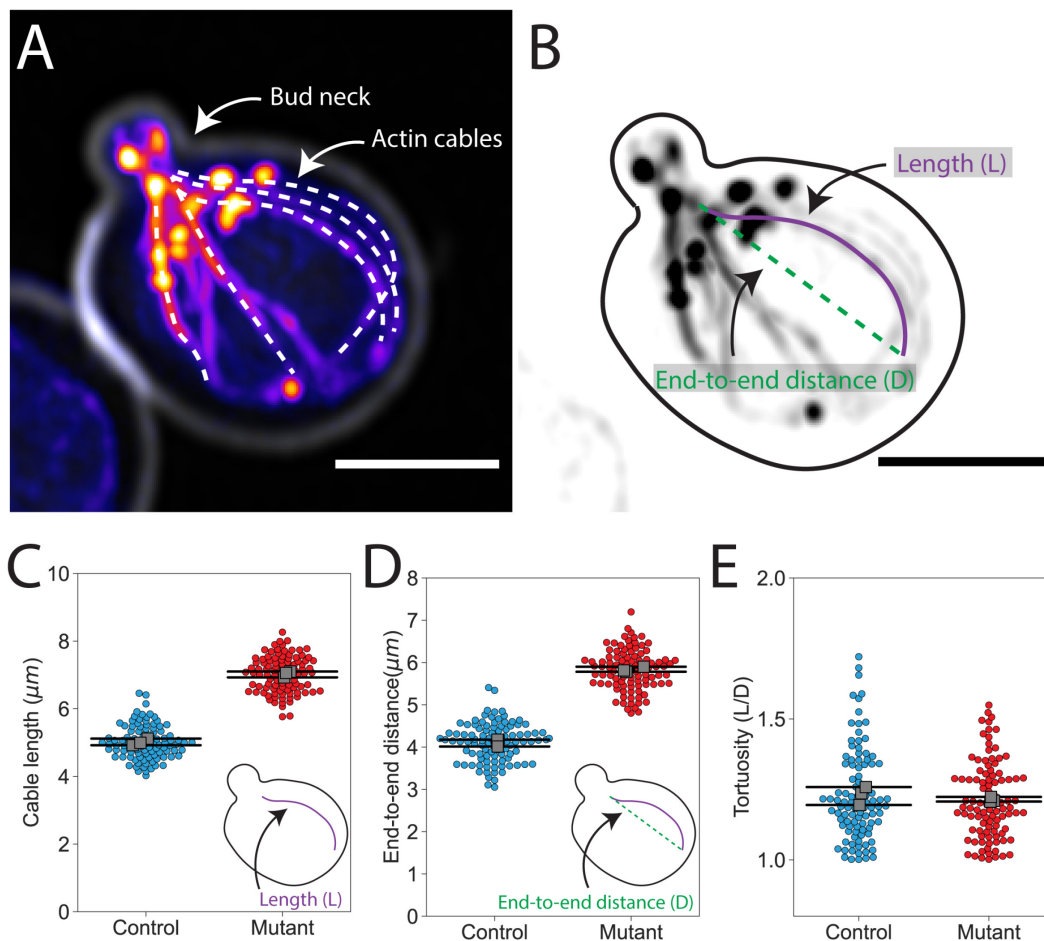 A
Bud neck
Actin cables
B
Length (L)
End-to-end distance (D)
C
Cable length (μm)
10
8
6
4
2
0
Control
Mutant
Length (L)
D
End-to-end distance(μm)
8
7
6
5
4
3
2
1
0
Control
Mutant
End-to-end distance (D)
E
Tortuosity (L/D)
2.0
1.5
1.0
Control
Mutant